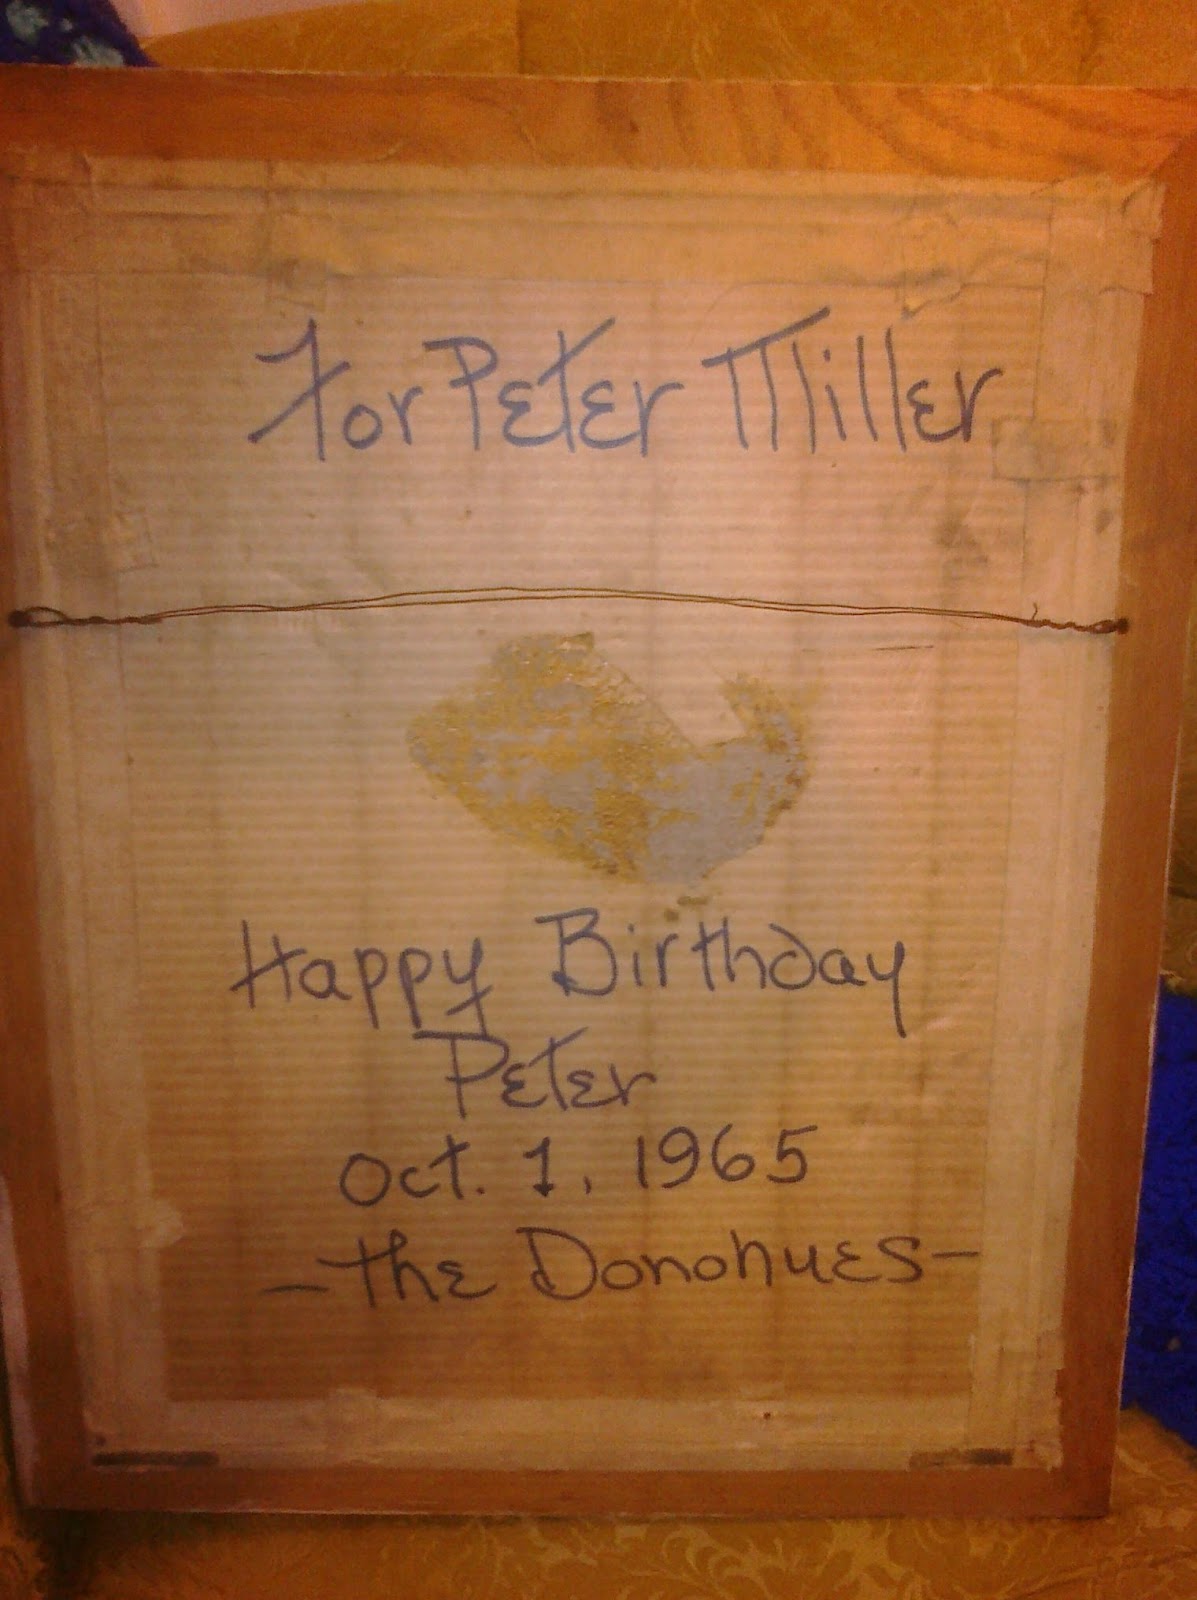 For Peter Miller
Happy Birthday
Peter
Oct. 1, 1965
- the Donohues -